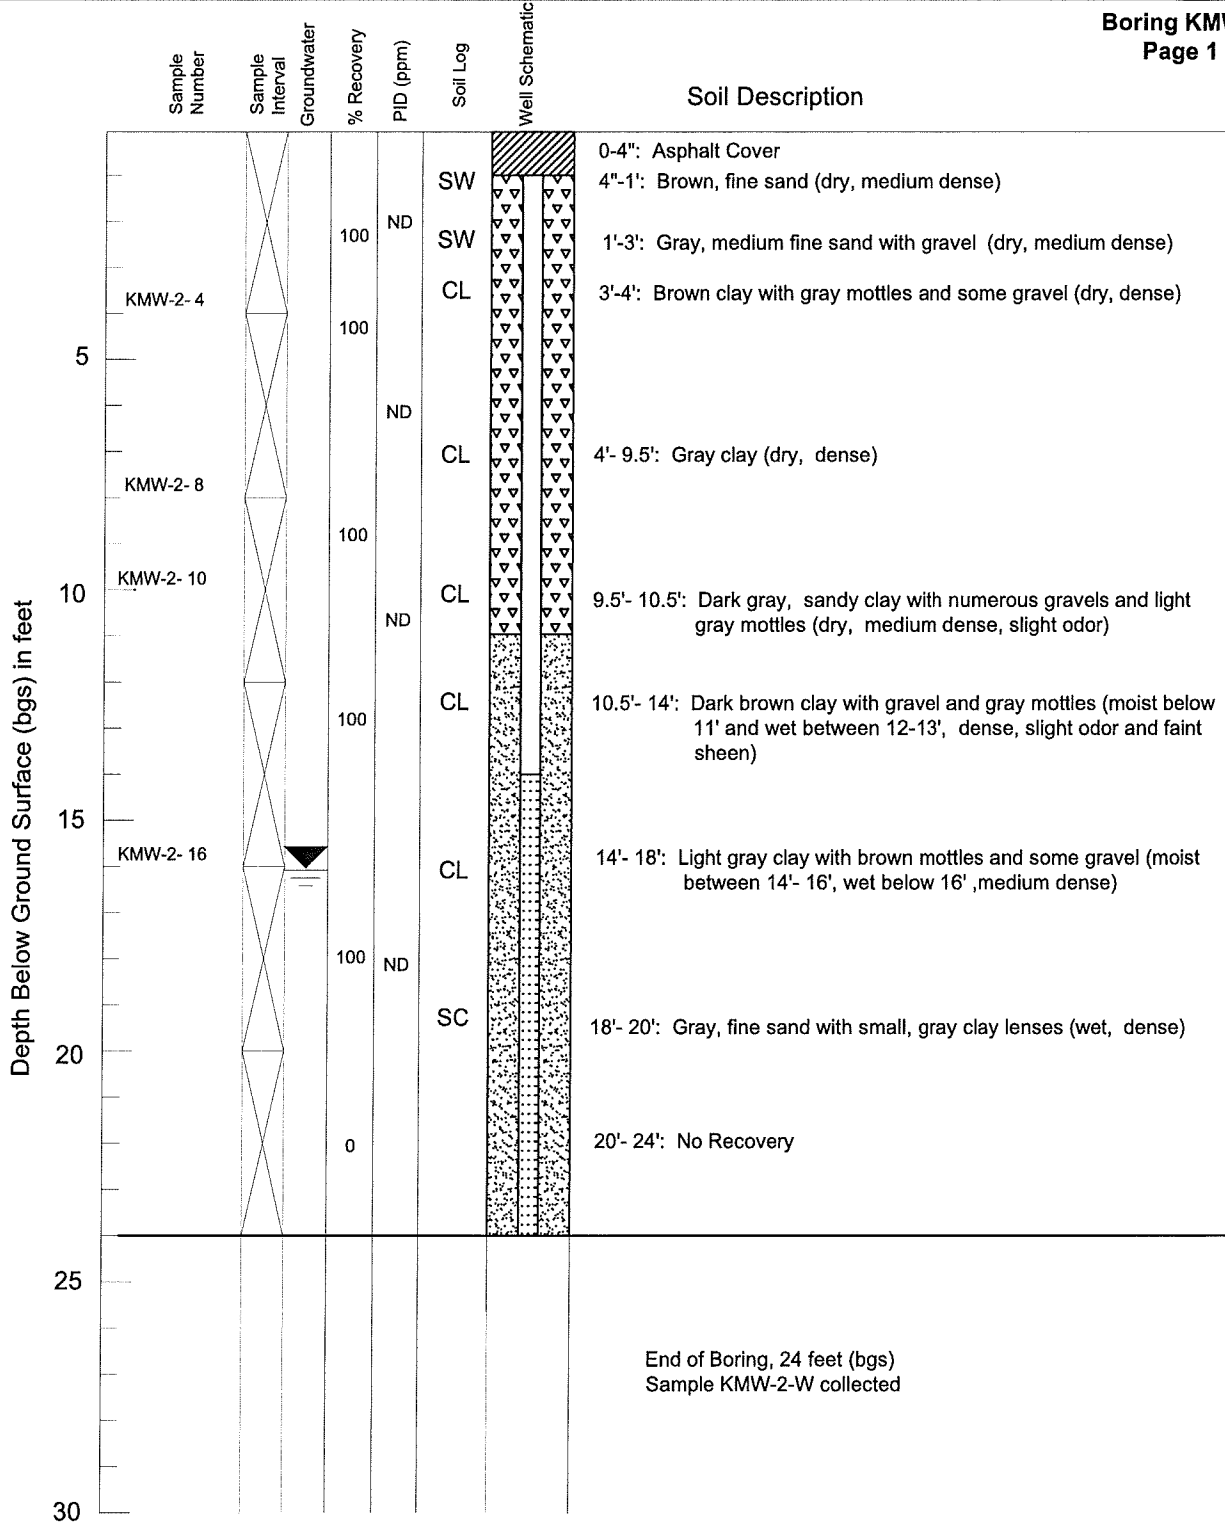 Boring KMW
Page 1
Sample Number
Sample Interval
Groundwater
% Recovery
PID (ppm)
Soil Log
Well Schematic
Soil Description
0-4": Asphalt Cover
SW
4"-1': Brown, fine sand (dry, medium dense)
ND
100
SW
1'-3': Gray, medium fine sand with gravel (dry, medium dense)
KMW-2- 4
CL
3'-4': Brown clay with gray mottles and some gravel (dry, dense)
100
5
ND
CL
4'- 9.5': Gray clay (dry, dense)
KMW-2- 8
100
KMW-2- 10
10
CL
9.5'- 10.5': Dark gray, sandy clay with numerous gravels and light
gray mottles (dry, medium dense, slight odor)
ND
CL
10.5'- 14': Dark brown clay with gravel and gray mottles (moist below
11' and wet between 12-13', dense, slight odor and faint
sheen)
100
15
KMW-2- 16
CL
14'- 18': Light gray clay with brown mottles and some gravel (moist
between 14'- 16', wet below 16' ,medium dense)
100
ND
SC
18'- 20': Gray, fine sand with small, gray clay lenses (wet, dense)
20
0
20'- 24': No Recovery
25
End of Boring, 24 feet (bgs)
Sample KMW-2-W collected
30
Depth Below Ground Surface (bgs) in feet